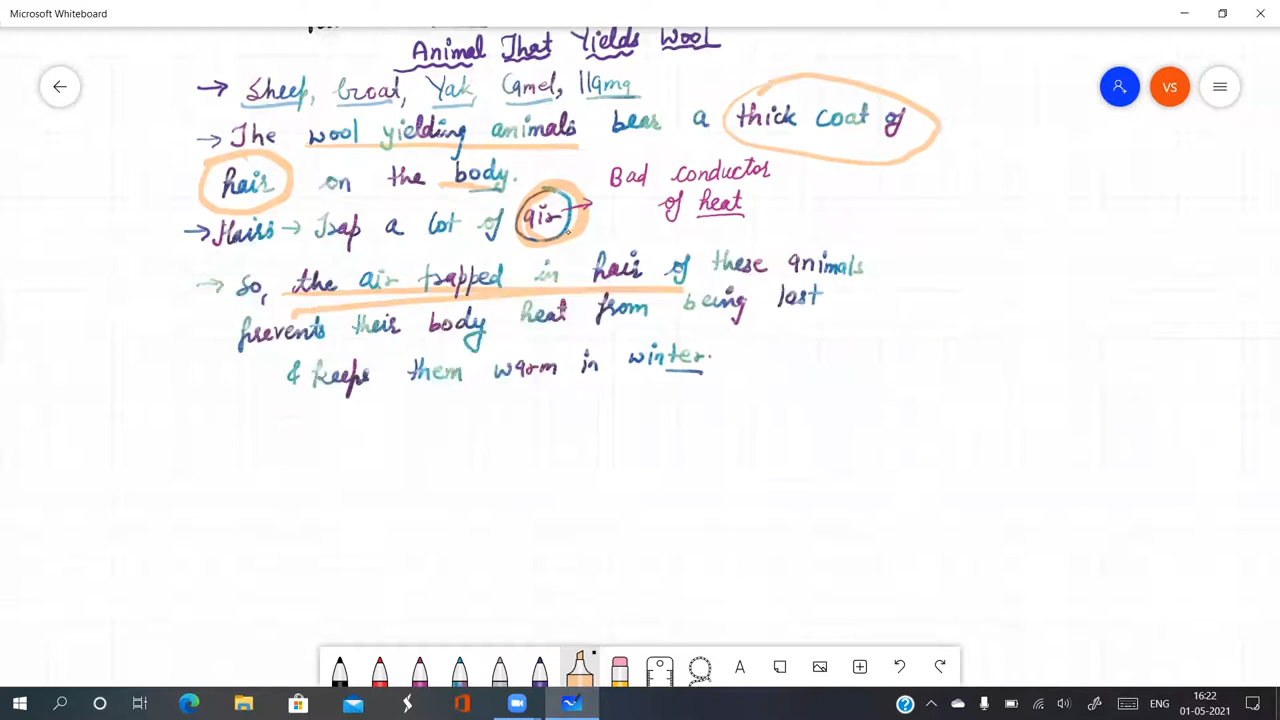 Microsoft Whiteboard
Animal That Yields Wool
→ Sheep, Goat, Yak, Camel, llama
VS
→ The wool yielding animals bear a thick coat of
hair on the body.
Bad conductor
of heat
→ Hairs → Trap a lot of air →
→ So, the air trapped in hair of these animals
prevents their body heat from being lost
& keeps them warm in winter.
A
ENG
16:22
01-05-2021